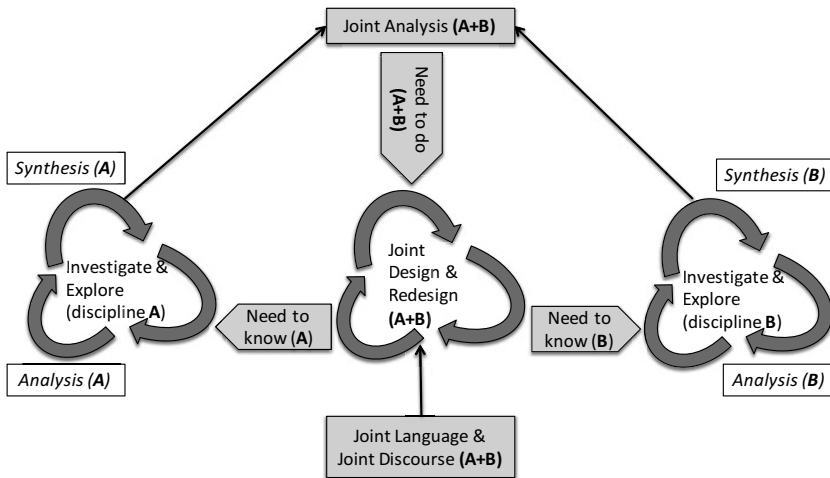 Joint Analysis (A+B)
Need to do
(A+B)
Synthesis (A)
Synthesis (B)
Investigate &
Explore
(discipline A)
Joint
Design &
Redesign
(A+B)
Investigate &
Explore
(discipline B)
Need to
know (A)
Need to
know (B)
Analysis (A)
Analysis (B)
Joint Language &
Joint Discourse (A+B)